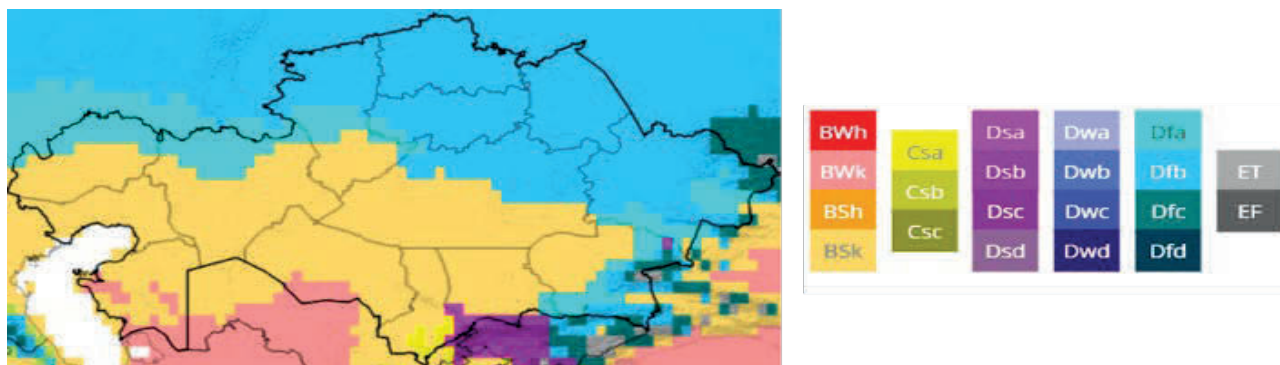 BWh
BWk
BSh
BSk
Csa
Csb
Csc
Dsa
Dsb
Dsc
Dsd
Dwa
Dwb
Dwc
Dwd
Dfa
Dfb
Dfc
Dfd
ET
EF